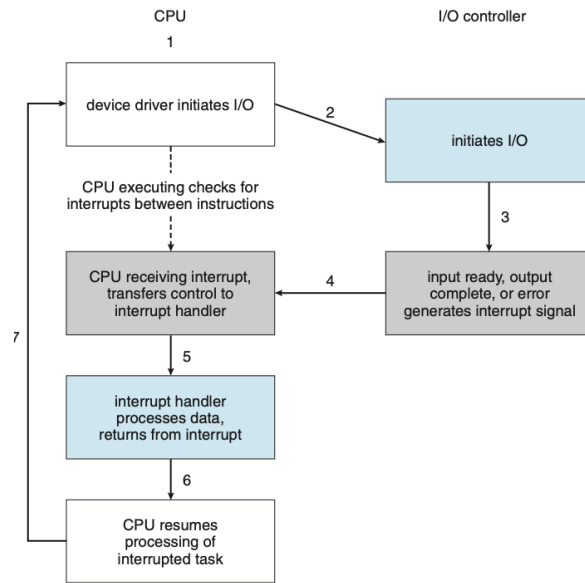 CPU
I/O controller
1
device driver initiates I/O
2
initiates I/O
CPU executing checks for
interrupts between instructions
3
CPU receiving interrupt,
transfers control to
interrupt handler
4
input ready, output
complete, or error
generates interrupt signal
7
5
interrupt handler
processes data,
returns from interrupt
6
CPU resumes
processing of
interrupted task